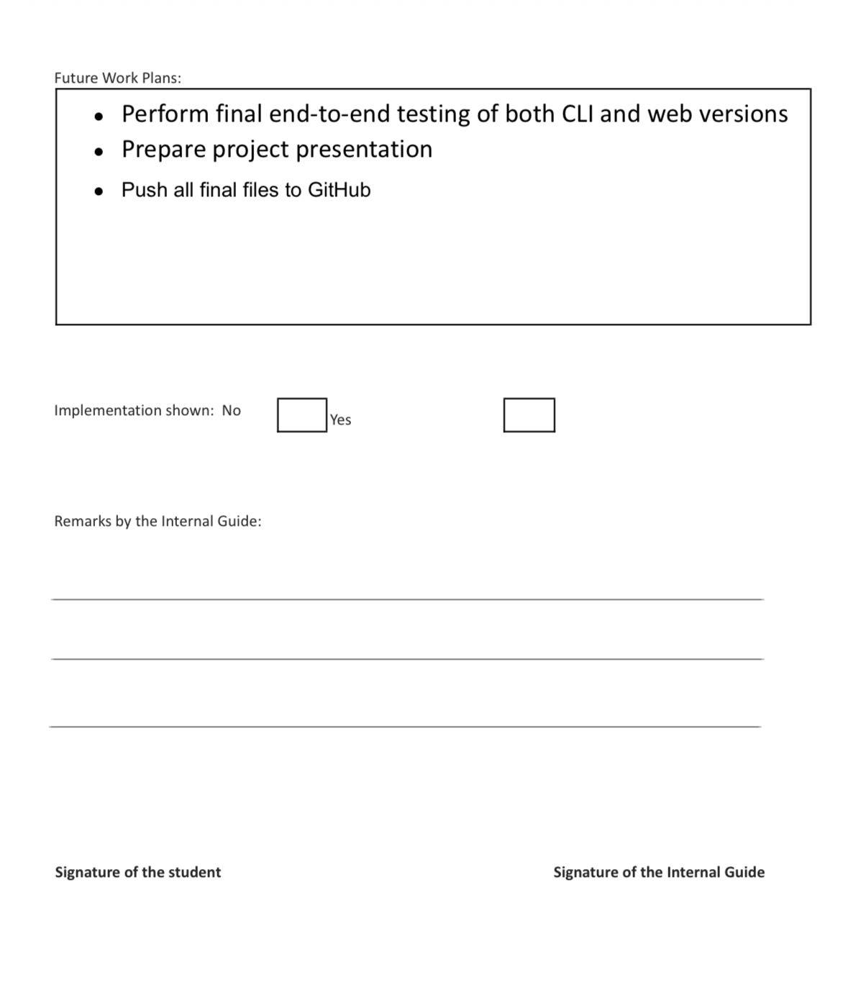 Future Work Plans:
• Perform final end-to-end testing of both CLI and web versions
• Prepare project presentation
• Push all final files to GitHub
Implementation shown: No Yes
Remarks by the Internal Guide:
Signature of the student Signature of the Internal Guide